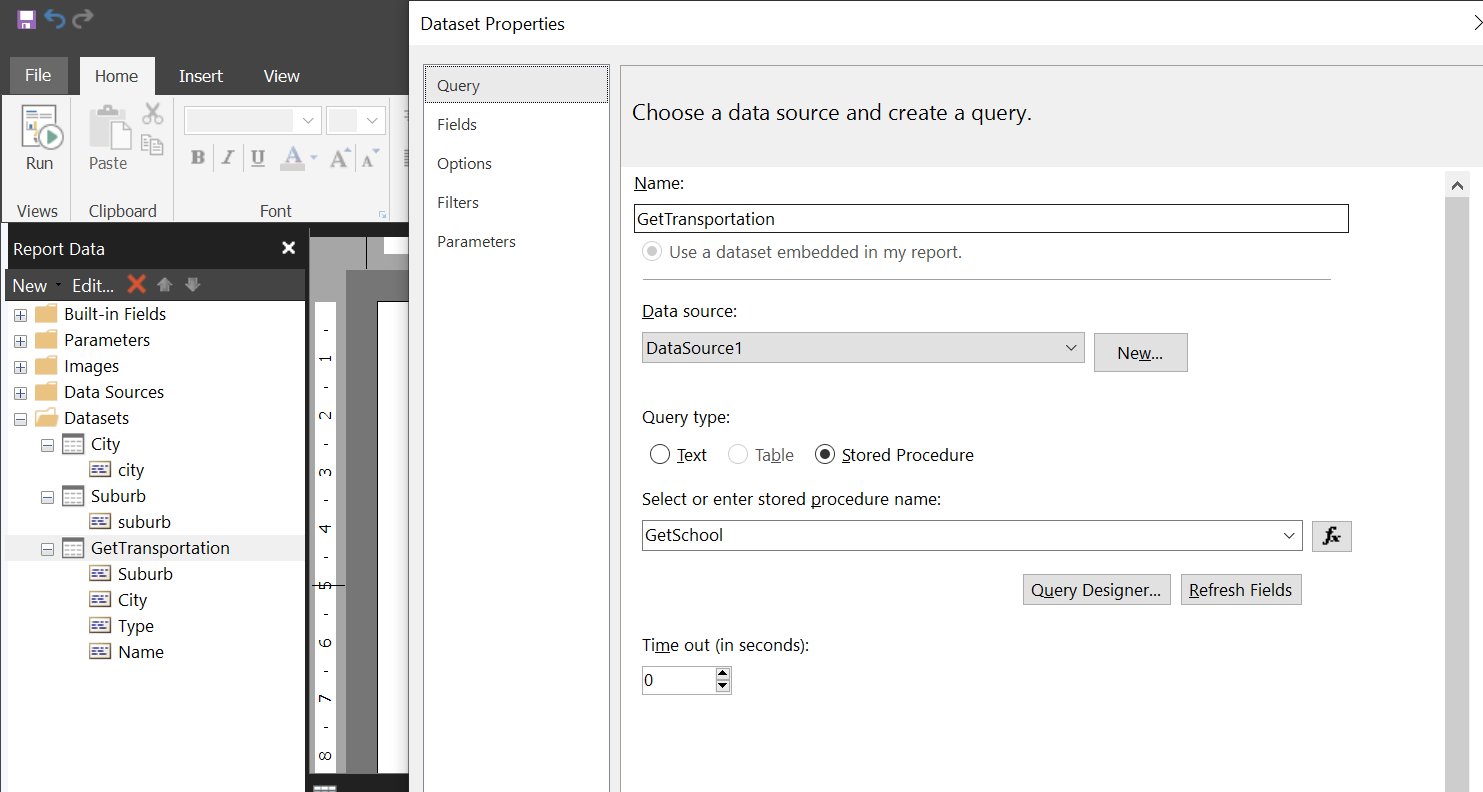 Dataset Properties
File
Home
Insert
View
Run
Paste
B I U A A A
Views
Clipboard
Font
Report Data
New
Edit...
Built-in Fields
Parameters
Images
Data Sources
Datasets
City
city
Suburb
suburb
GetTransportation
Suburb
City
Type
Name
1
2
3
4
5
6
7
8
Query
Fields
Options
Filters
Parameters
Choose a data source and create a query.
Name:
GetTransportation
Use a dataset embedded in my report.
Data source:
DataSource1
New...
Query type:
Text
Table
Stored Procedure
Select or enter stored procedure name:
GetSchool
fx
Query Designer...
Refresh Fields
Time out (in seconds):
0